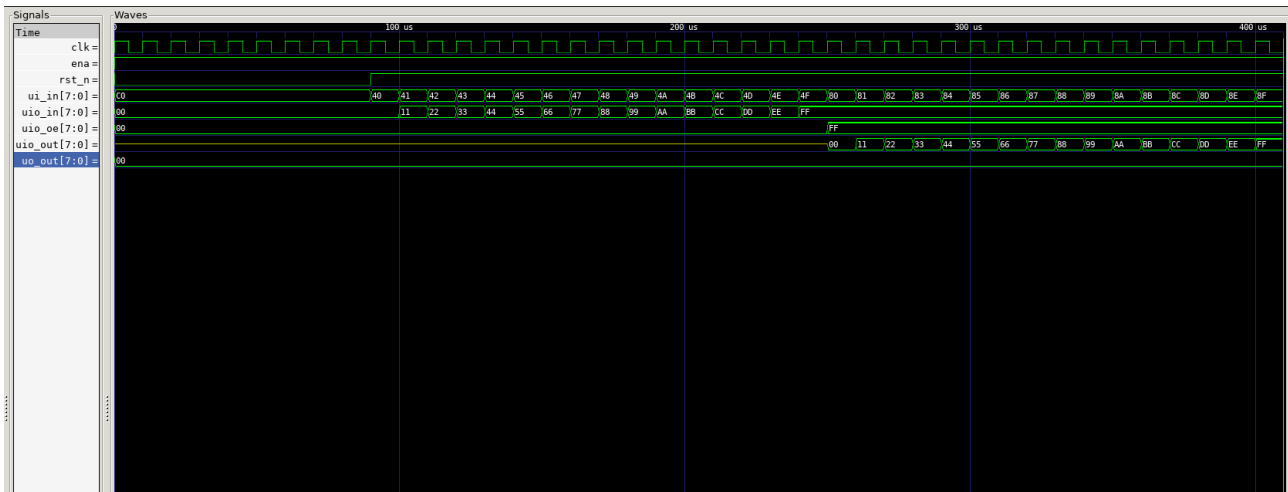 Signals
Waves
Time
0 100 us 200 us 300 us 400 us
clk =
ena =
rst_n =
ui_in[7:0] = C0 40 41 42 43 44 45 46 47 48 49 4A 4B 4C 4D 4E 4F 80 81 82 83 84 85 86 87 88 89 8A 8B 8C 8D 8E 8F
uio_in[7:0] = 00 11 22 33 44 55 66 77 88 99 AA BB CC DD EE FF
uio_oe[7:0] = 00 FF
uio_out[7:0] = 00 11 22 33 44 55 66 77 88 99 AA BB CC DD EE FF
uo_out[7:0] = 00